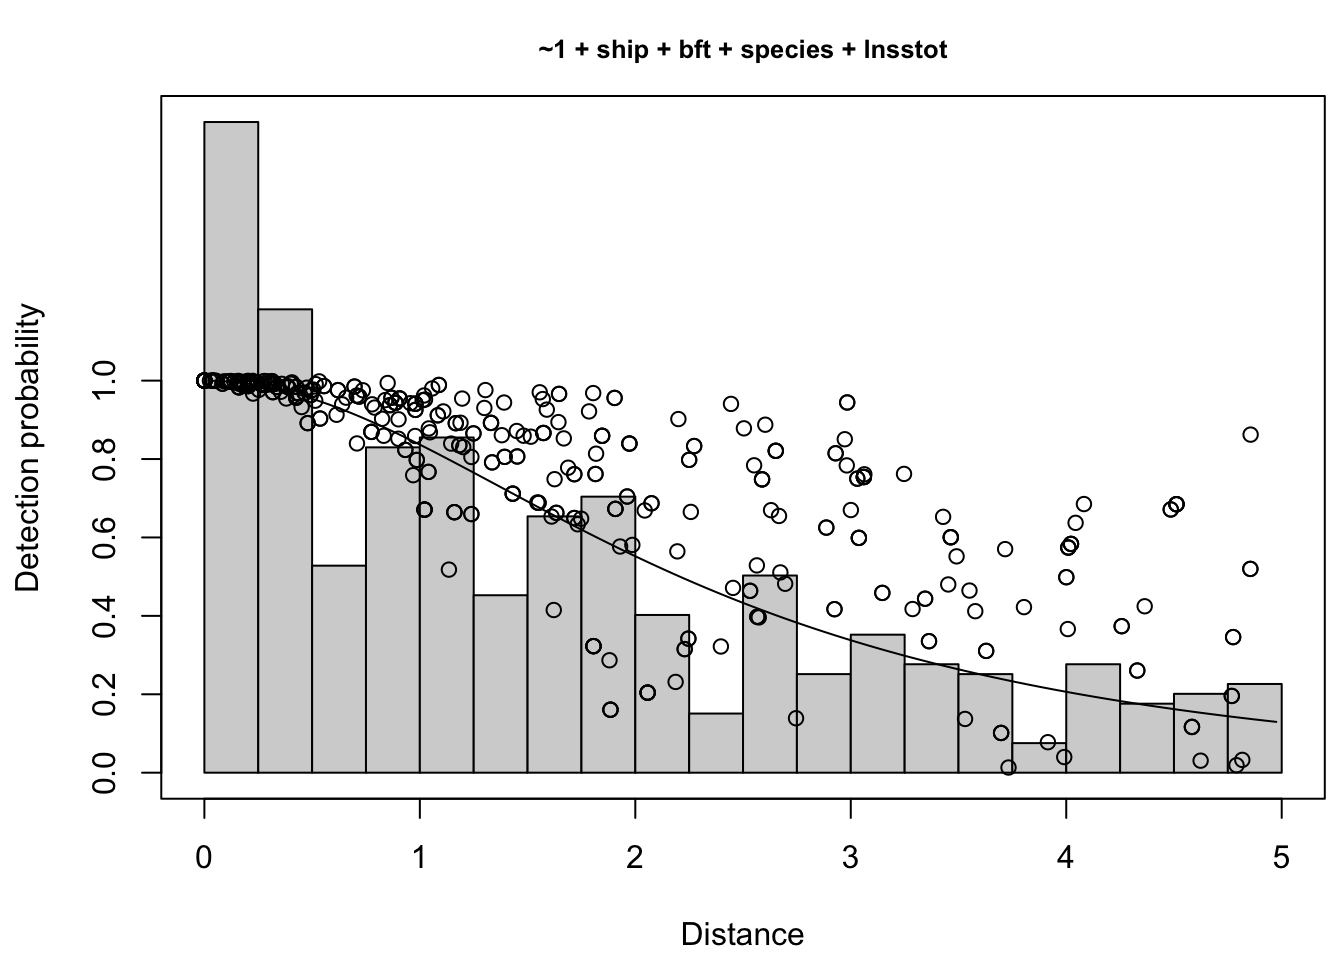 ~1 + ship + bft + species + lnsstot
Detection probability
1.0
0.8
0.6
0.4
0.2
0.0
0 1 2 3 4 5
Distance